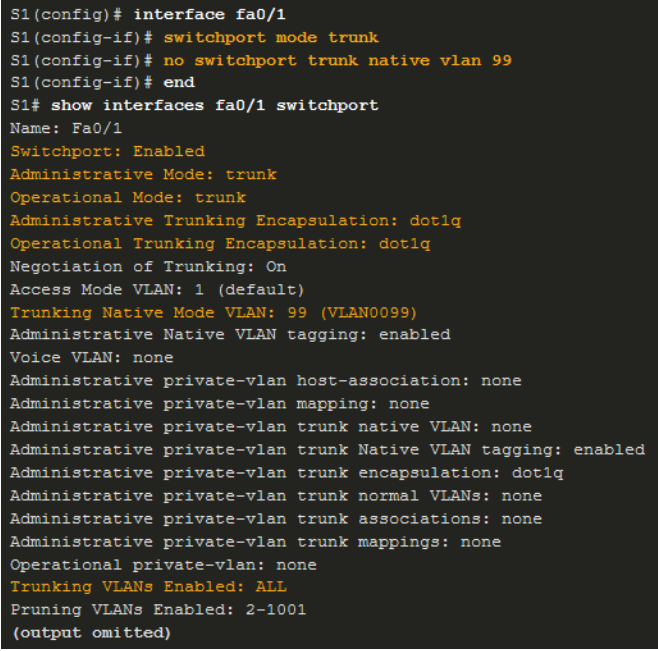 S1(config)# interface fa0/1
S1(config-if)# switchport mode trunk
S1(config-if)# no switchport trunk native vlan 99
S1(config-if)# end
S1# show interfaces fa0/1 switchport
Name: Fa0/1
Switchport: Enabled
Administrative Mode: trunk
Operational Mode: trunk
Administrative Trunking Encapsulation: dot1q
Operational Trunking Encapsulation: dot1q
Negotiation of Trunking: On
Access Mode VLAN: 1 (default)
Trunking Native Mode VLAN: 99 (VLAN0099)
Administrative Native VLAN tagging: enabled
Voice VLAN: none
Administrative private-vlan host-association: none
Administrative private-vlan mapping: none
Administrative private-vlan trunk native VLAN: none
Administrative private-vlan trunk Native VLAN tagging: enabled
Administrative private-vlan trunk encapsulation: dot1q
Administrative private-vlan trunk normal VLANs: none
Administrative private-vlan trunk associations: none
Administrative private-vlan trunk mappings: none
Operational private-vlan: none
Trunking VLANs Enabled: ALL
Pruning VLANs Enabled: 2-1001
(output omitted)